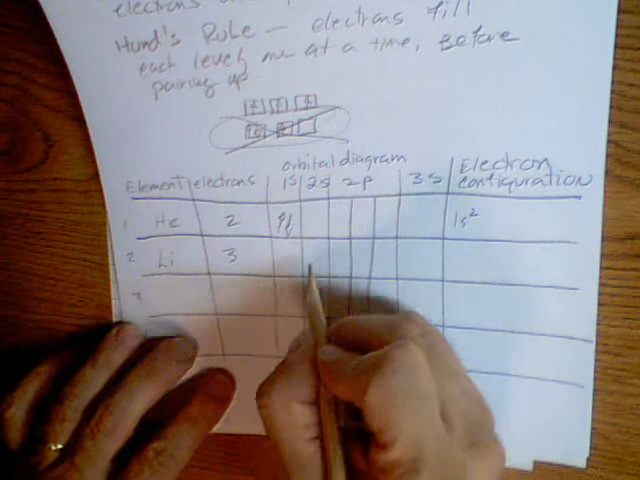 electrons
Hund's Rule — electrons fill
each level one at a time, Before
pairing up
orbital diagram
Element electrons 1s 2s 2p 3s Electron configuration
1 He 2 1s²
2 Li 3
3